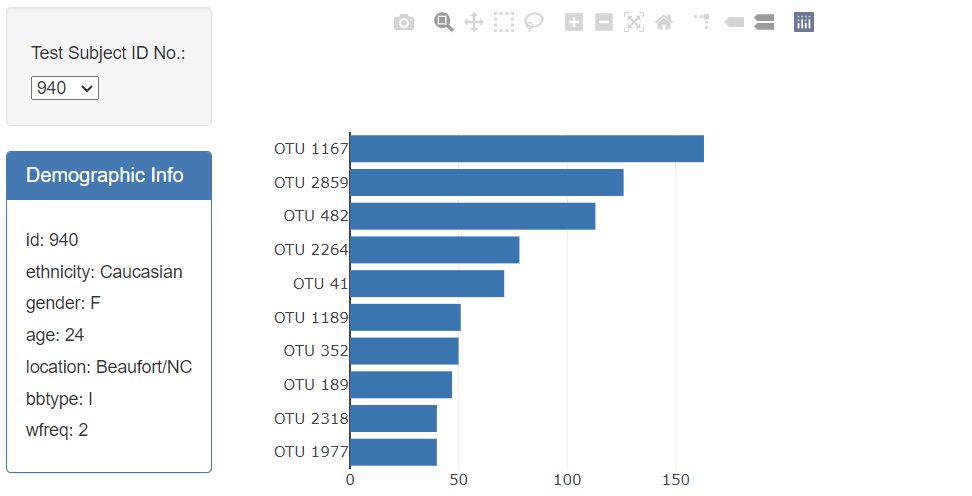 Test Subject ID No.:
940
Demographic Info
id: 940
ethnicity: Caucasian
gender: F
age: 24
location: Beaufort/NC
bbtype: I
wfreq: 2
OTU 1167
OTU 2859
OTU 482
OTU 2264
OTU 41
OTU 1189
OTU 352
OTU 189
OTU 2318
OTU 1977
0 50 100 150